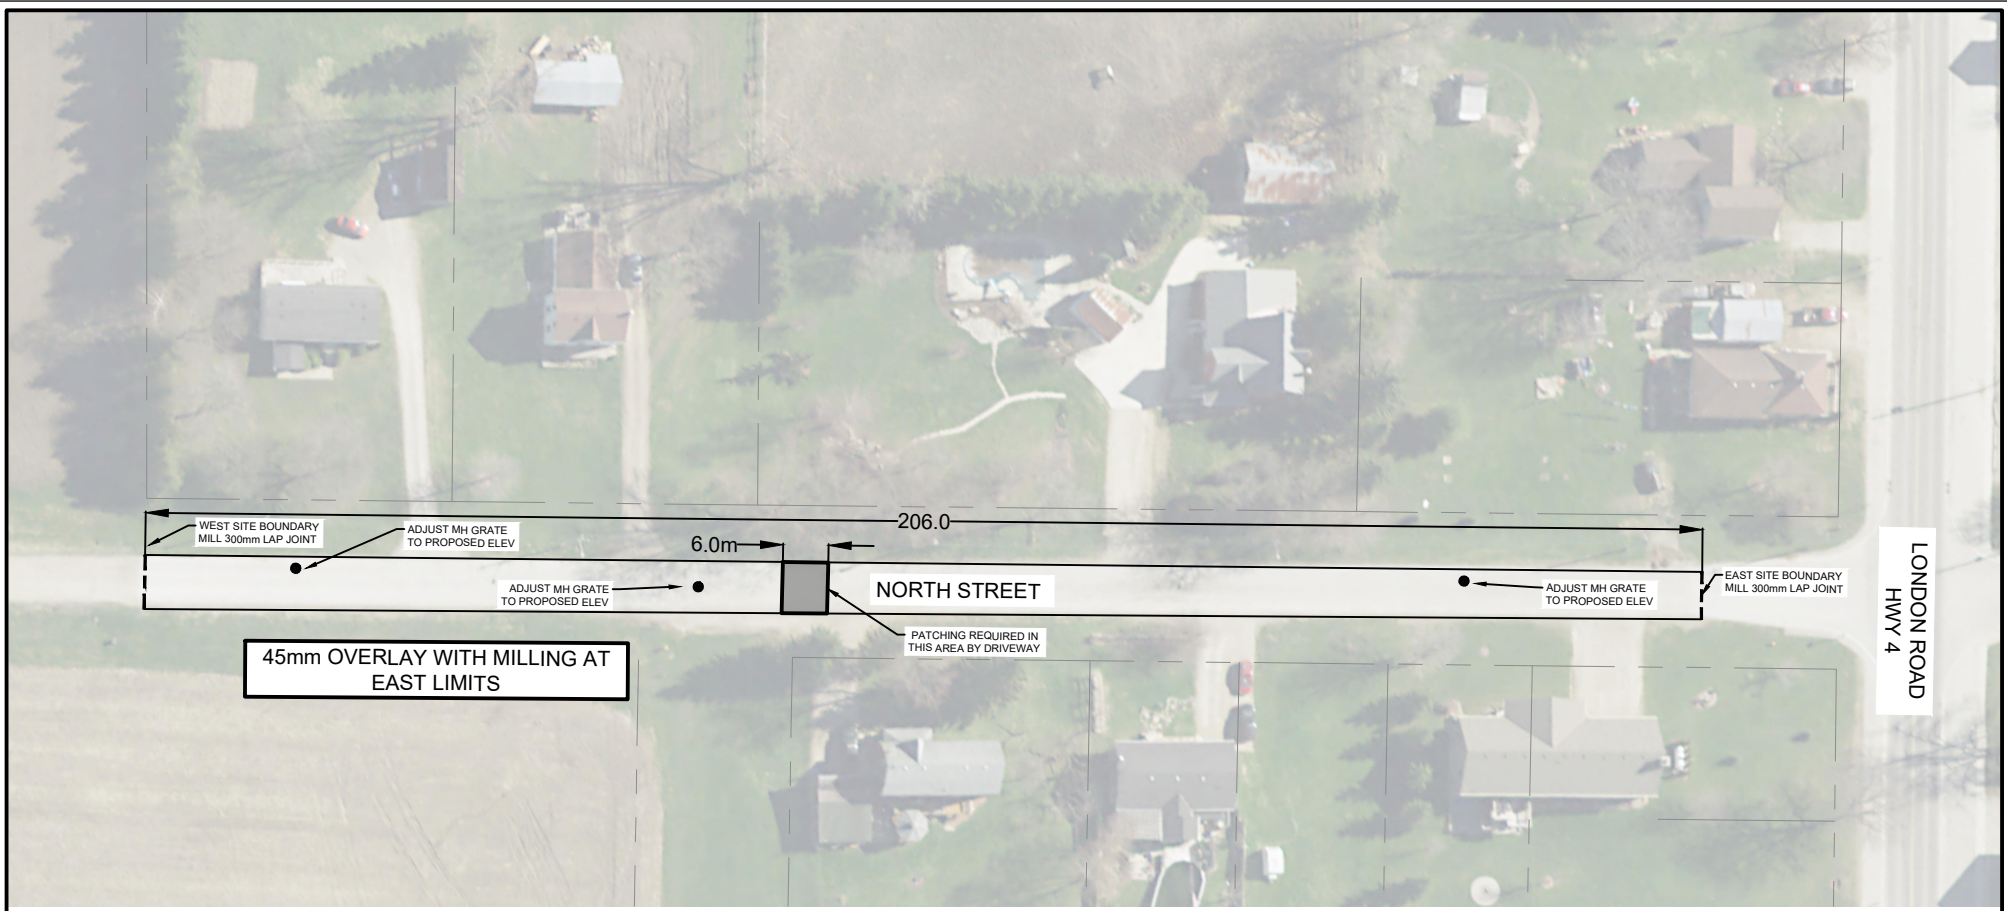 206.0
WEST SITE BOUNDARY
MILL 300mm LAP JOINT
ADJUST MH GRATE
TO PROPOSED ELEV
6.0m
ADJUST MH GRATE
TO PROPOSED ELEV
NORTH STREET
ADJUST MH GRATE
TO PROPOSED ELEV
EAST SITE BOUNDARY
MILL 300mm LAP JOINT
LONDON ROAD
HWY 4
PATCHING REQUIRED IN
THIS AREA BY DRIVEWAY
45mm OVERLAY WITH MILLING AT
EAST LIMITS